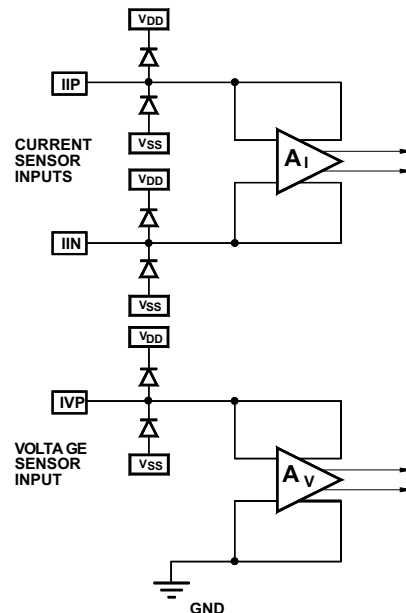 VDD
IIP
VSS
CURRENT
SENSOR
INPUTS
AI
VDD
IIN
VSS
VDD
IVP
VOLTAGE
SENSOR
INPUT
VSS
AV
GND